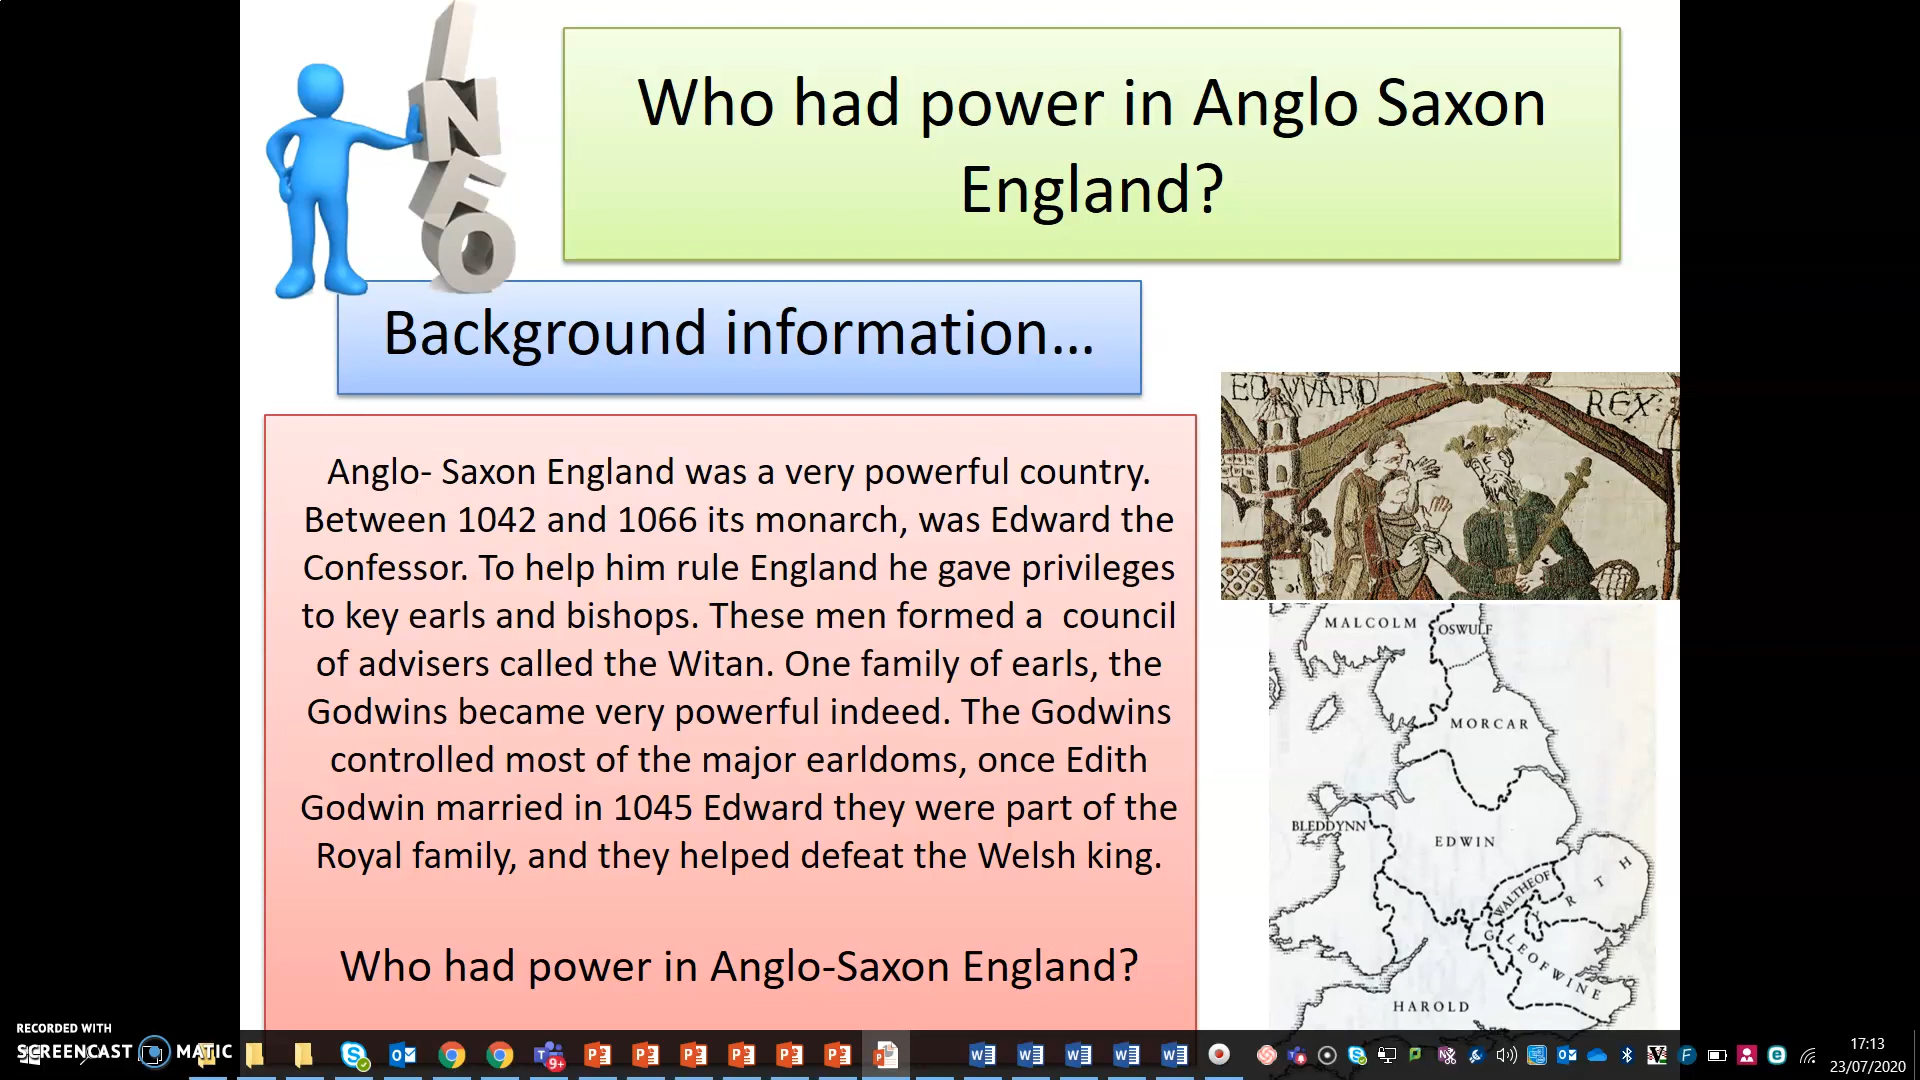 INFO
Who had power in Anglo Saxon
England?
Background information...
Anglo- Saxon England was a very powerful country.
Between 1042 and 1066 its monarch, was Edward the
Confessor. To help him rule England he gave privileges
to key earls and bishops. These men formed a  council
of advisers called the Witan. One family of earls, the
Godwins became very powerful indeed. The Godwins
controlled most of the major earldoms, once Edith
Godwin married in 1045 Edward they were part of the
Royal family, and they helped defeat the Welsh king.
Who had power in Anglo-Saxon England?
EDWARD
REX:
MALCOLM
OSWULF
MORCAR
BLEDDYNN
EDWIN
WALTHEOF
GYRTH
LEOFWINE
HAROLD
RECORDED WITH
SCREENCAST MATIC
9+
17:13
23/07/2020